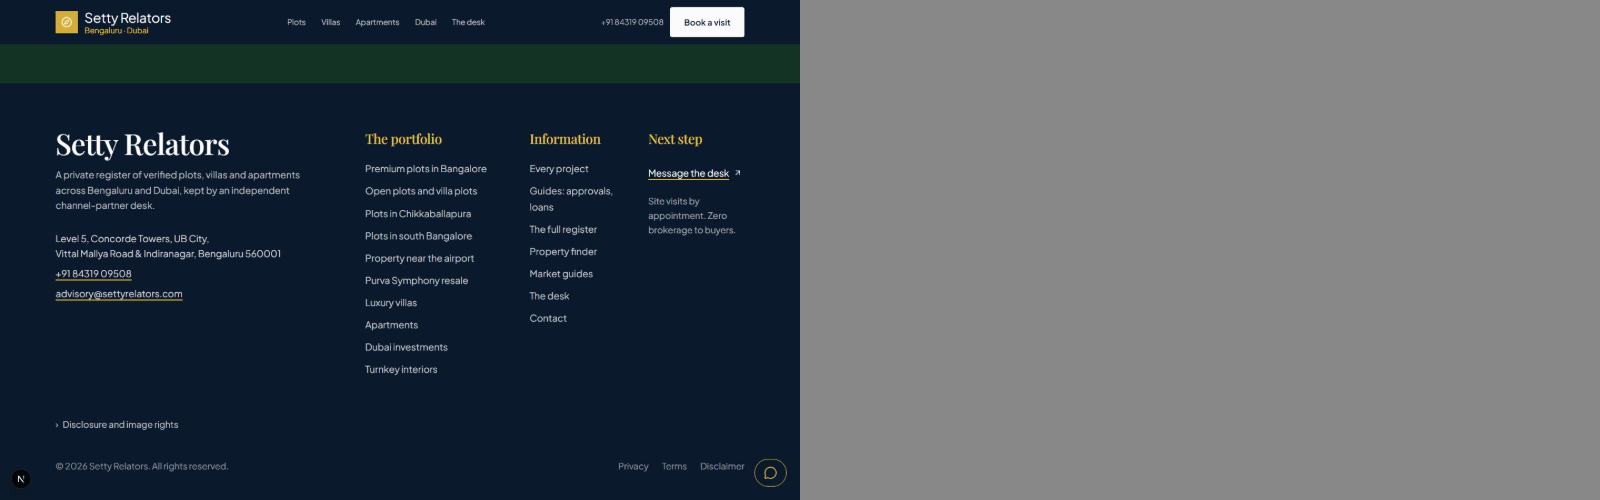 Setty Relators
Bengaluru · Dubai
Plots
Villas
Apartments
Dubai
The desk
+91 84319 09508
Book a visit
Setty Relators
A private register of verified plots, villas and apartments
across Bengaluru and Dubai, kept by an independent
channel-partner desk.
Level 5, Concorde Towers, UB City,
Vittal Mallya Road & Indiranagar, Bengaluru 560001
+91 84319 09508
advisory@settyrelators.com
The portfolio
Premium plots in Bangalore
Open plots and villa plots
Plots in Chikkaballapura
Plots in south Bangalore
Property near the airport
Purva Symphony resale
Luxury villas
Apartments
Dubai investments
Turnkey interiors
Information
Every project
Guides: approvals,
loans
The full register
Property finder
Market guides
The desk
Contact
Next step
Message the desk ↗
Site visits by
appointment. Zero
brokerage to buyers.
› Disclosure and image rights
© 2026 Setty Relators. All rights reserved.
Privacy
Terms
Disclaimer
N